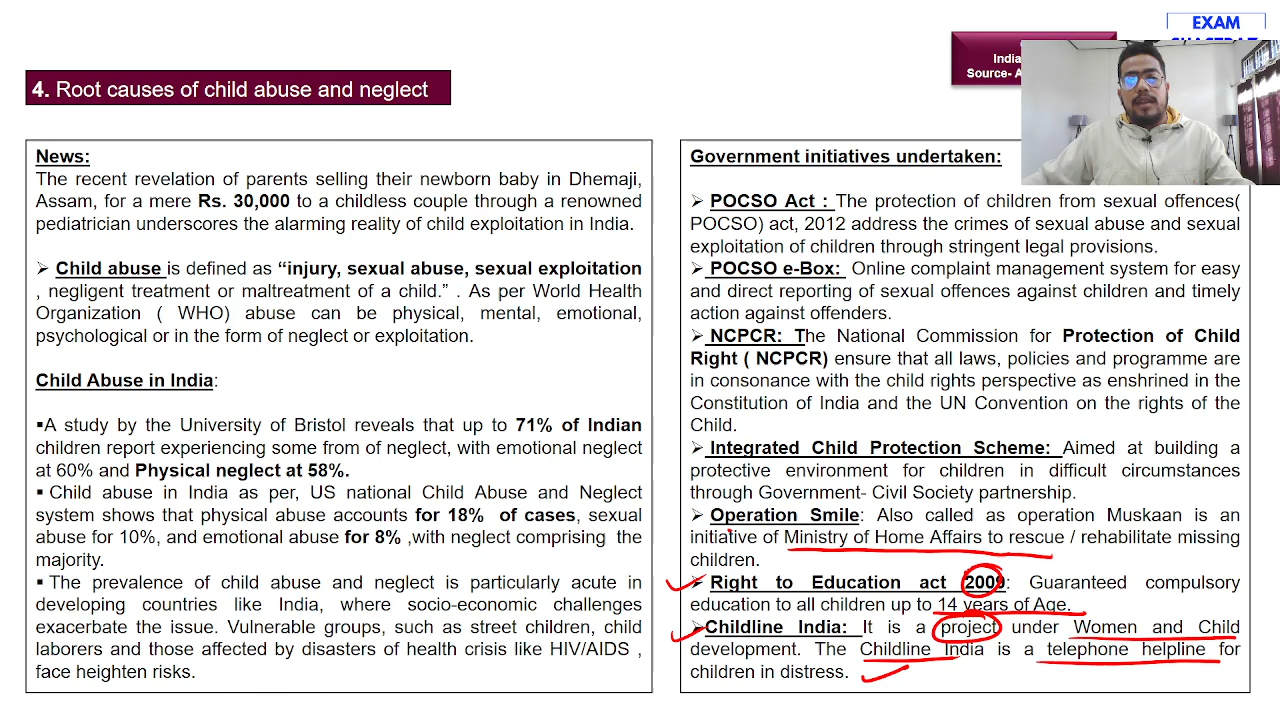 EXAM
India
Source- A
4. Root causes of child abuse and neglect
News:
The recent revelation of parents selling their newborn baby in Dhemaji,
Assam, for a mere Rs. 30,000 to a childless couple through a renowned
pediatrician underscores the alarming reality of child exploitation in India.
➢ Child abuse is defined as “injury, sexual abuse, sexual exploitation
, negligent treatment or maltreatment of a child.” . As per World Health
Organization ( WHO) abuse can be physical, mental, emotional,
psychological or in the form of neglect or exploitation.
Child Abuse in India:
▪A study by the University of Bristol reveals that up to 71% of Indian
children report experiencing some from of neglect, with emotional neglect
at 60% and Physical neglect at 58%.
▪ Child abuse in India as per, US national Child Abuse and Neglect
system shows that physical abuse accounts for 18% of cases, sexual
abuse for 10%, and emotional abuse for 8% ,with neglect comprising the
majority.
▪ The prevalence of child abuse and neglect is particularly acute in
developing countries like India, where socio-economic challenges
exacerbate the issue. Vulnerable groups, such as street children, child
laborers and those affected by disasters of health crisis like HIV/AIDS ,
face heighten risks.
Government initiatives undertaken:
➢ POCSO Act : The protection of children from sexual offences(
POCSO) act, 2012 address the crimes of sexual abuse and sexual
exploitation of children through stringent legal provisions.
➢ POCSO e-Box: Online complaint management system for easy
and direct reporting of sexual offences against children and timely
action against offenders.
➢ NCPCR: The National Commission for Protection of Child
Right ( NCPCR) ensure that all laws, policies and programme are
in consonance with the child rights perspective as enshrined in the
Constitution of India and the UN Convention on the rights of the
Child.
➢ Integrated Child Protection Scheme: Aimed at building a
protective environment for children in difficult circumstances
through Government- Civil Society partnership.
➢ Operation Smile: Also called as operation Muskaan is an
initiative of Ministry of Home Affairs to rescue / rehabilitate missing
children.
➢ Right to Education act 2009: Guaranteed compulsory
education to all children up to 14 years of Age.
➢Childline India: It is a project under Women and Child
development. The Childline India is a telephone helpline for
children in distress.